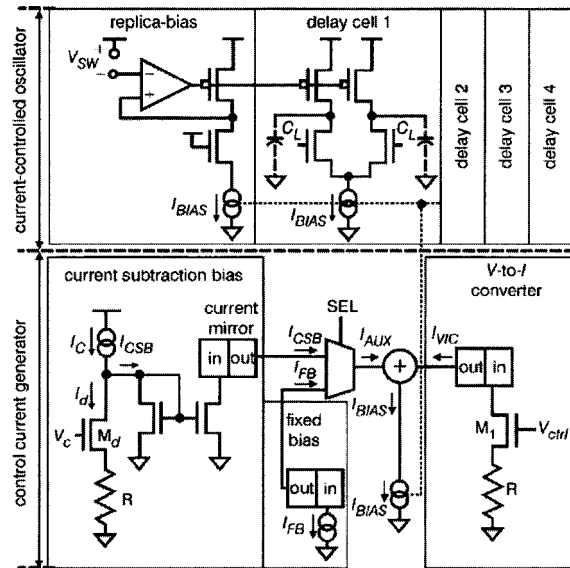 replica-bias
delay cell 1
delay cell 2
delay cell 3
delay cell 4
current-controlled oscillator
+
V_SW
−
−
+
C_L
C_L
I_BIAS
I_BIAS
control current generator
current subtraction bias
V-to-I
converter
current
mirror
SEL
I_C
I_CSB
in out
I_CSB
I_AUX
I_VIC
I_FB
+
out in
I_d
I_BIAS
fixed
bias
V_c
M_d
M_1
V_ctrl
R
out in
I_BIAS
R
I_FB